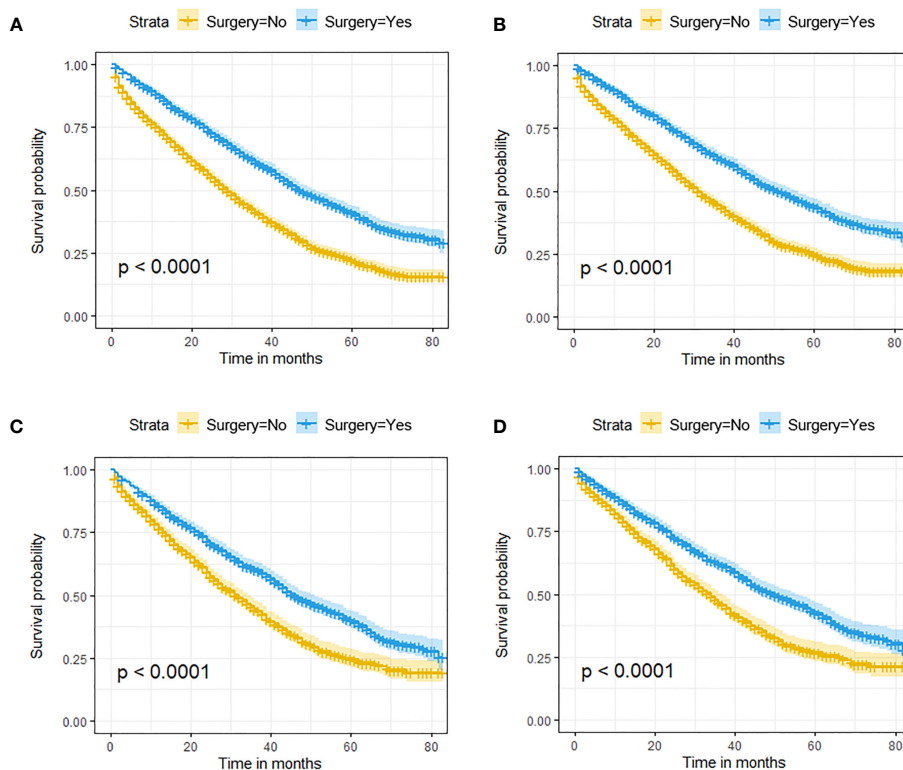 A
Strata Surgery=No Surgery=Yes
Survival probability
1.00
0.75
0.50
0.25
0.00
p < 0.0001
0 20 40 60 80
Time in months
B
Strata Surgery=No Surgery=Yes
Survival probability
1.00
0.75
0.50
0.25
0.00
p < 0.0001
0 20 40 60 80
Time in months
C
Strata Surgery=No Surgery=Yes
Survival probability
1.00
0.75
0.50
0.25
0.00
p < 0.0001
0 20 40 60 80
Time in months
D
Strata Surgery=No Surgery=Yes
Survival probability
1.00
0.75
0.50
0.25
0.00
p < 0.0001
0 20 40 60 80
Time in months